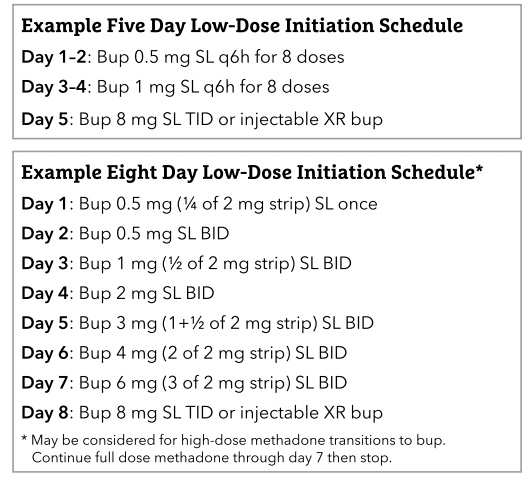 Example Five Day Low-Dose Initiation Schedule
Day 1–2: Bup 0.5 mg SL q6h for 8 doses
Day 3–4: Bup 1 mg SL q6h for 8 doses
Day 5: Bup 8 mg SL TID or injectable XR bup
Example Eight Day Low-Dose Initiation Schedule*
Day 1: Bup 0.5 mg (¼ of 2 mg strip) SL once
Day 2: Bup 0.5 mg SL BID
Day 3: Bup 1 mg (½ of 2 mg strip) SL BID
Day 4: Bup 2 mg SL BID
Day 5: Bup 3 mg (1+½ of 2 mg strip) SL BID
Day 6: Bup 4 mg (2 of 2 mg strip) SL BID
Day 7: Bup 6 mg (3 of 2 mg strip) SL BID
Day 8: Bup 8 mg SL TID or injectable XR bup
* May be considered for high-dose methadone transitions to bup.
Continue full dose methadone through day 7 then stop.